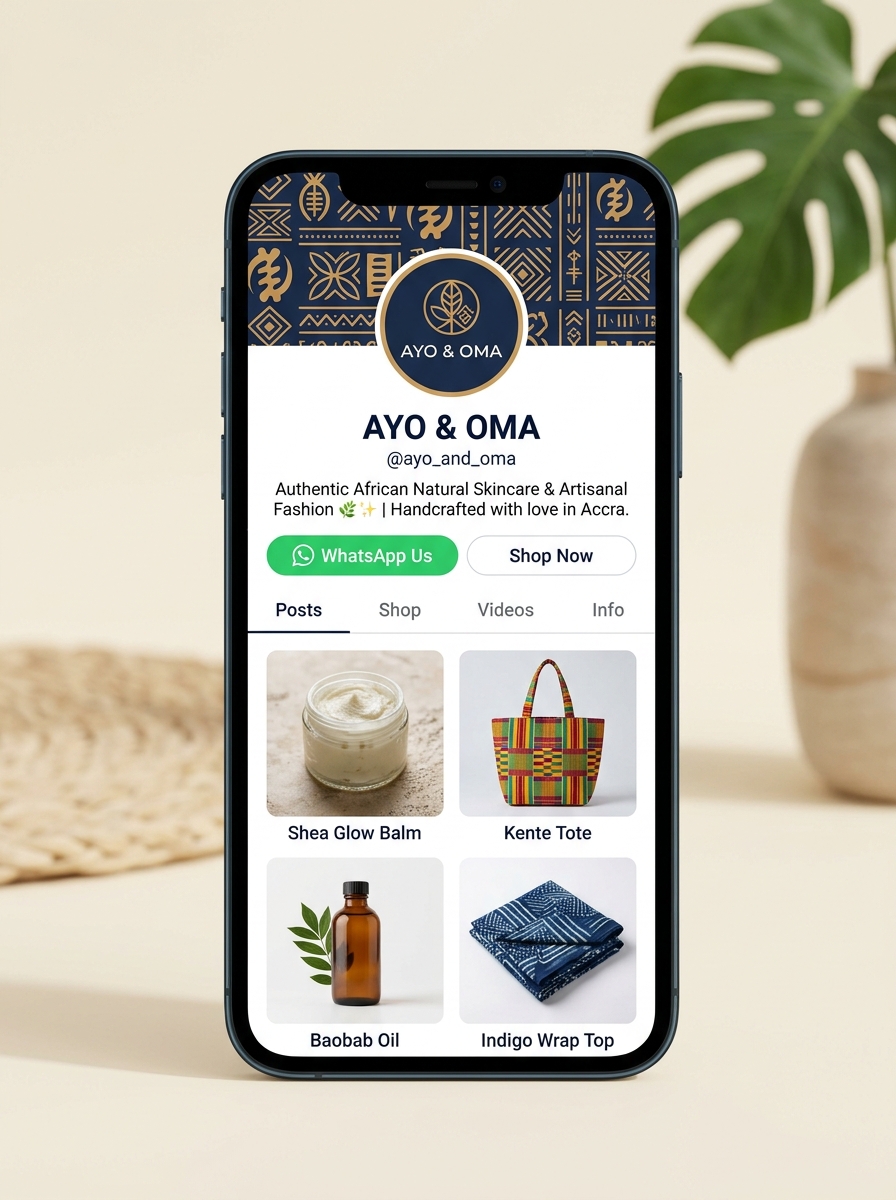 AYO & OMA
AYO & OMA
@ayo_and_oma
Authentic African Natural Skincare & Artisanal
Fashion 🌿✨ | Handcrafted with love in Accra.
WhatsApp Us
Shop Now
Posts Shop Videos Info
Shea Glow Balm
Kente Tote
Baobab Oil
Indigo Wrap Top